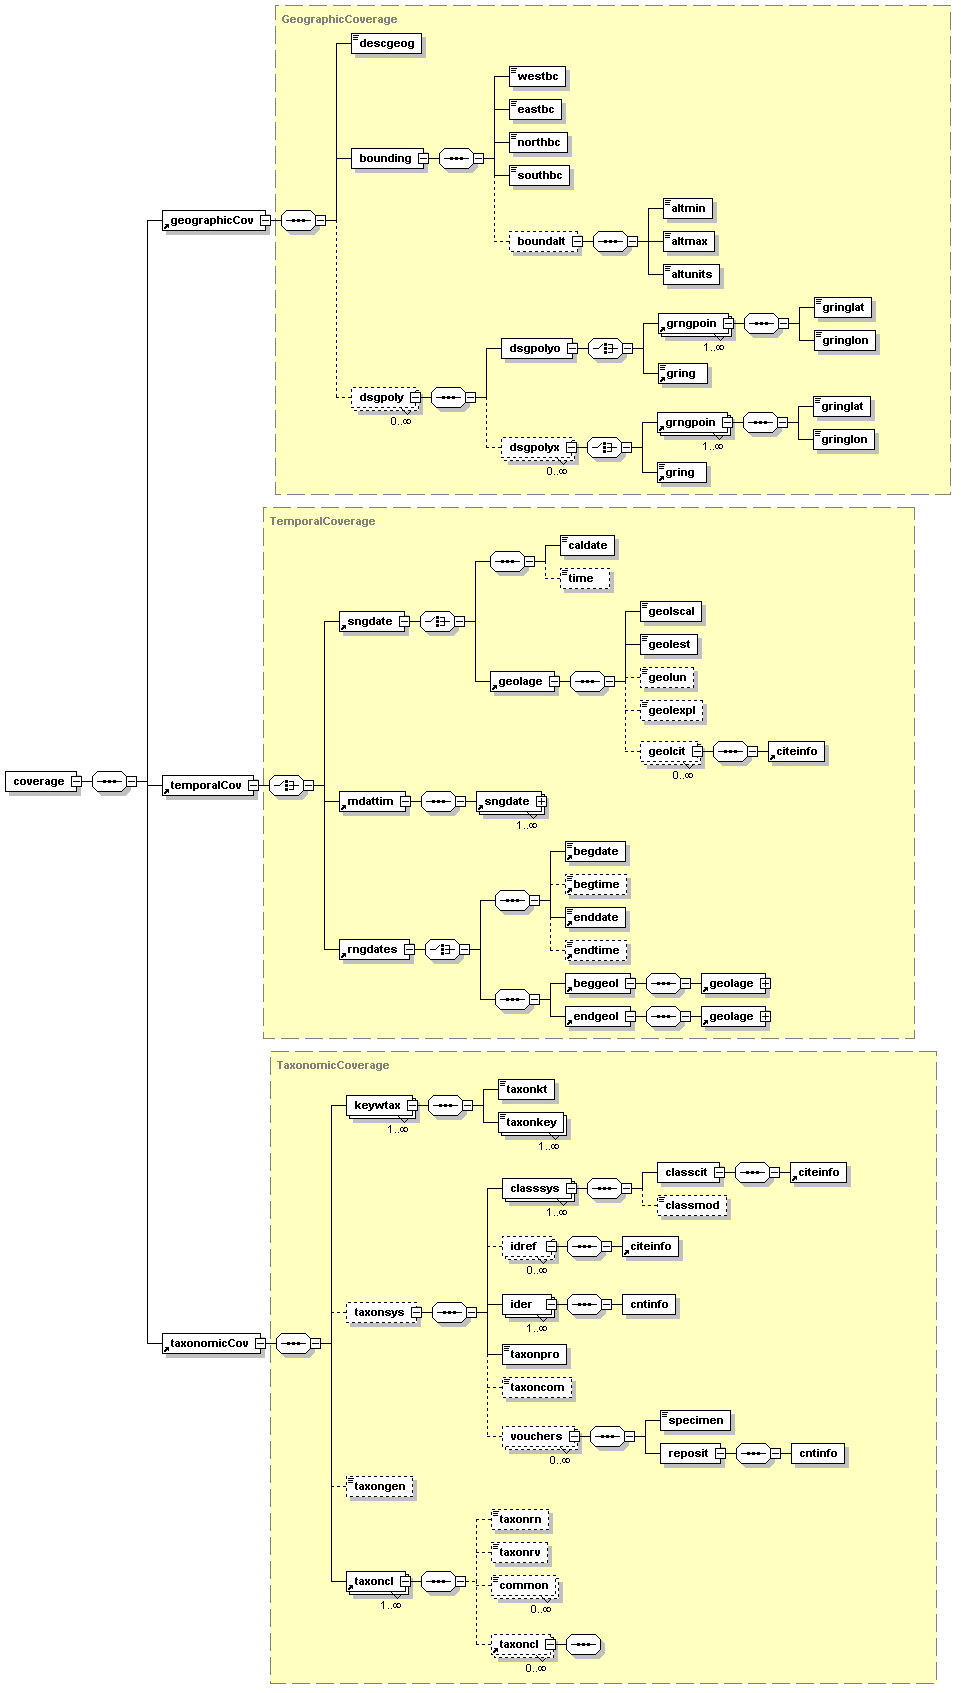 GeographicCoverage
descgeog
westbc
eastbc
northbc
bounding
southbc
altmin
geographicCov
boundalt
altmax
altunits
gringlat
grngpoin
1..∞
gringlon
dsgpolyo
gring
dsgpoly
0..∞
gringlat
grngpoin
1..∞
gringlon
dsgpolyx
0..∞
gring
TemporalCoverage
caldate
time
sngdate
geolscal
geolest
geolage
geolun
geolexpl
geolcit
0..∞
citeinfo
coverage
temporalCov
mdattim
sngdate
1..∞
begdate
begtime
enddate
rngdates
endtime
beggeol
geolage
endgeol
geolage
TaxonomicCoverage
taxonkt
keywtax
1..∞
taxonkey
1..∞
classcit
citeinfo
classsys
1..∞
classmod
idref
0..∞
citeinfo
taxonsys
ider
1..∞
cntinfo
taxonomicCov
taxonpro
taxoncom
specimen
vouchers
0..∞
reposit
cntinfo
taxongen
taxonrn
taxonrv
taxoncl
1..∞
common
0..∞
taxoncl
0..∞